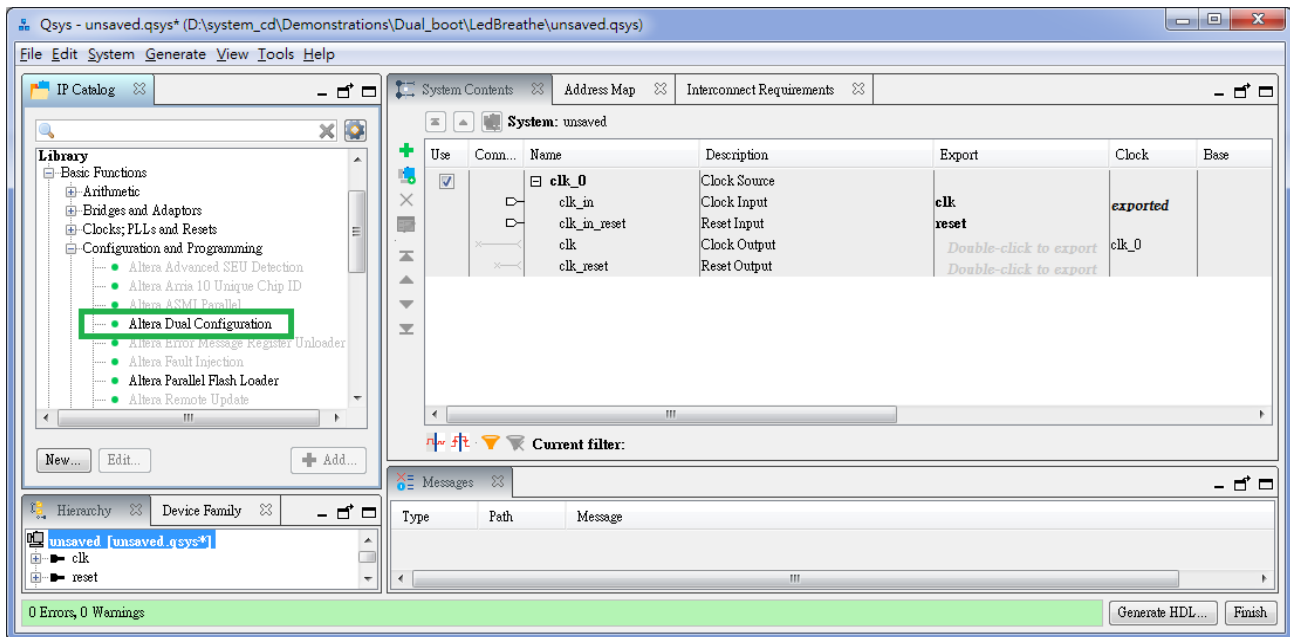 Qsys - unsaved.qsys* (D:\system_cd\Demonstrations\Dual_boot\LedBreathe\unsaved.qsys)
File Edit System Generate View Tools Help
IP Catalog
Library
Basic Functions
Arithmetic
Bridges and Adaptors
Clocks; PLLs and Resets
Configuration and Programming
Altera Advanced SEU Detection
Altera Arria 10 Unique Chip ID
Altera ASMI Parallel
Altera Dual Configuration
Altera Error Message Register Unloader
Altera Fault Injection
Altera Parallel Flash Loader
Altera Remote Update
New... Edit... Add...
Hierarchy Device Family
unsaved [unsaved.qsys*]
clk
reset
System Contents Address Map Interconnect Requirements
System: unsaved
Use Conn... Name Description Export Clock Base
clk_0 Clock Source
clk_in Clock Input clk exported
clk_in_reset Reset Input reset
clk Clock Output Double-click to export clk_0
clk_reset Reset Output Double-click to export
Current filter:
Messages
Type Path Message
0 Errors, 0 Warnings Generate HDL... Finish